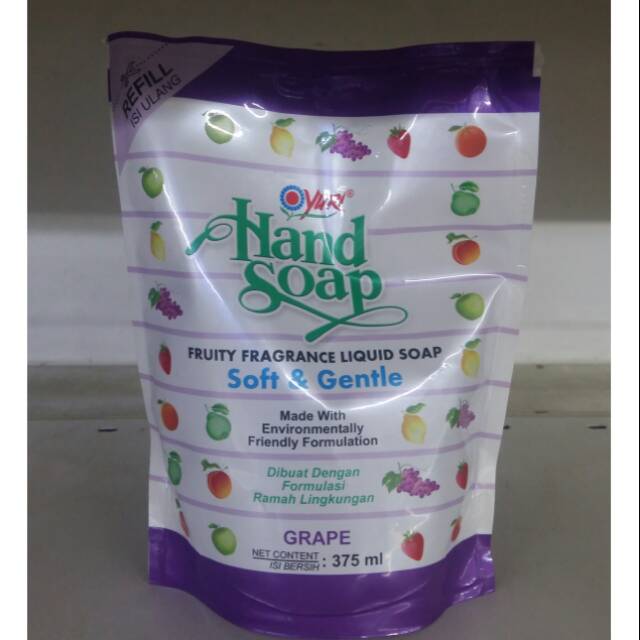 REFILL
ISI ULANG
YURI®
Hand
Soap
FRUITY FRAGRANCE LIQUID SOAP
Soft & Gentle
Made With
Environmentally
Friendly Formulation
Dibuat Dengan
Formulasi
Ramah Lingkungan
GRAPE
NET CONTENT
ISI BERSIH : 375 ml